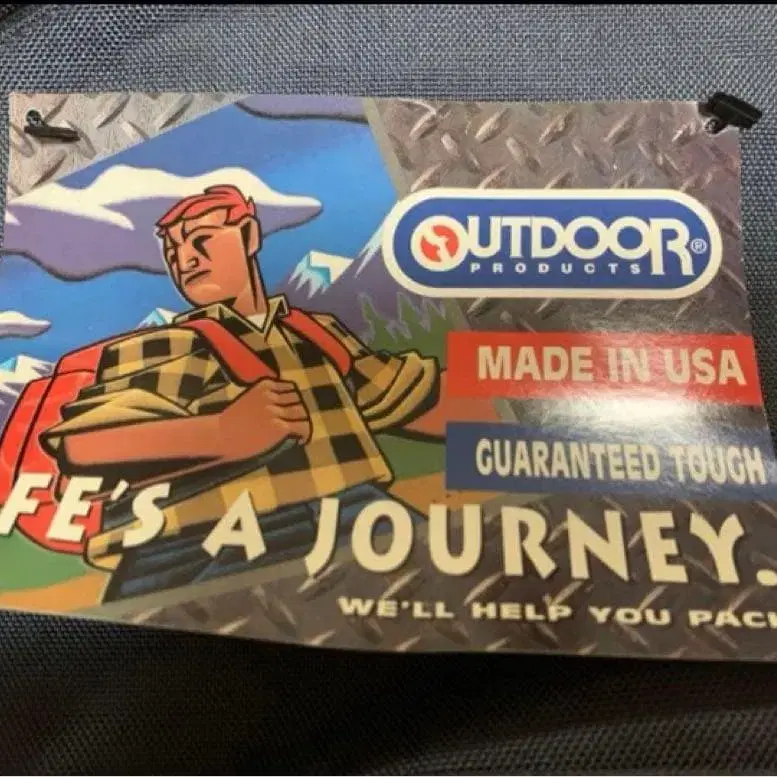 OUTDOOR®
PRODUCTS
MADE IN USA
GUARANTEED TOUGH
FE'S A JOURNEY.
WE'LL HELP YOU PAC